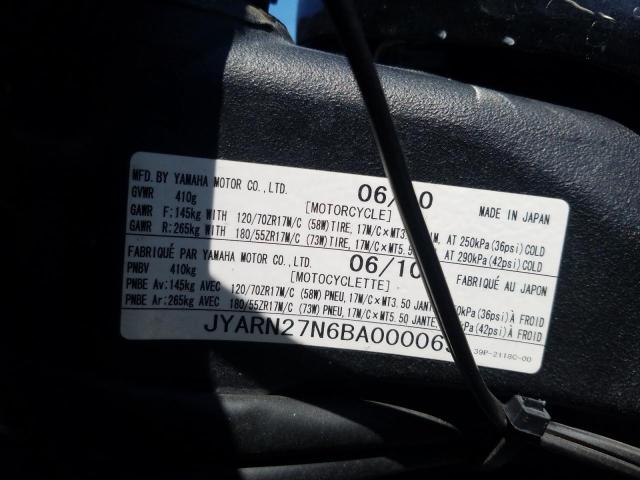 MFD. BY YAMAHA MOTOR CO., LTD. 06/10 MADE IN JAPAN
GVWR 410g [MOTORCYCLE]
GAWR F:145kg WITH 120/70ZR17M/C (58W) TIRE, 17M/C×MT3 AT 250kPa (36psi) COLD
GAWR R:265kg WITH 180/55ZR17M/C (73W) TIRE, 17M/C×MT5.5 AT 290kPa (42psi) COLD
FABRIQUÉ PAR YAMAHA MOTOR CO., LTD. 06/10 FABRIQUÉ AU JAPON
PNBV 410kg [MOTOCYCLETTE]
PNBE Av:145kg AVEC 120/70ZR17M/C (58W) PNEU, 17M/C×MT3.50 JANTE, (36psi) À FROID
PNBE Ar:265kg AVEC 180/55ZR17M/C (73W) PNEU, 17M/C×MT5.50 JANTE (42psi) À FROID
JYARN27N6BA00006
39P-2118C-00